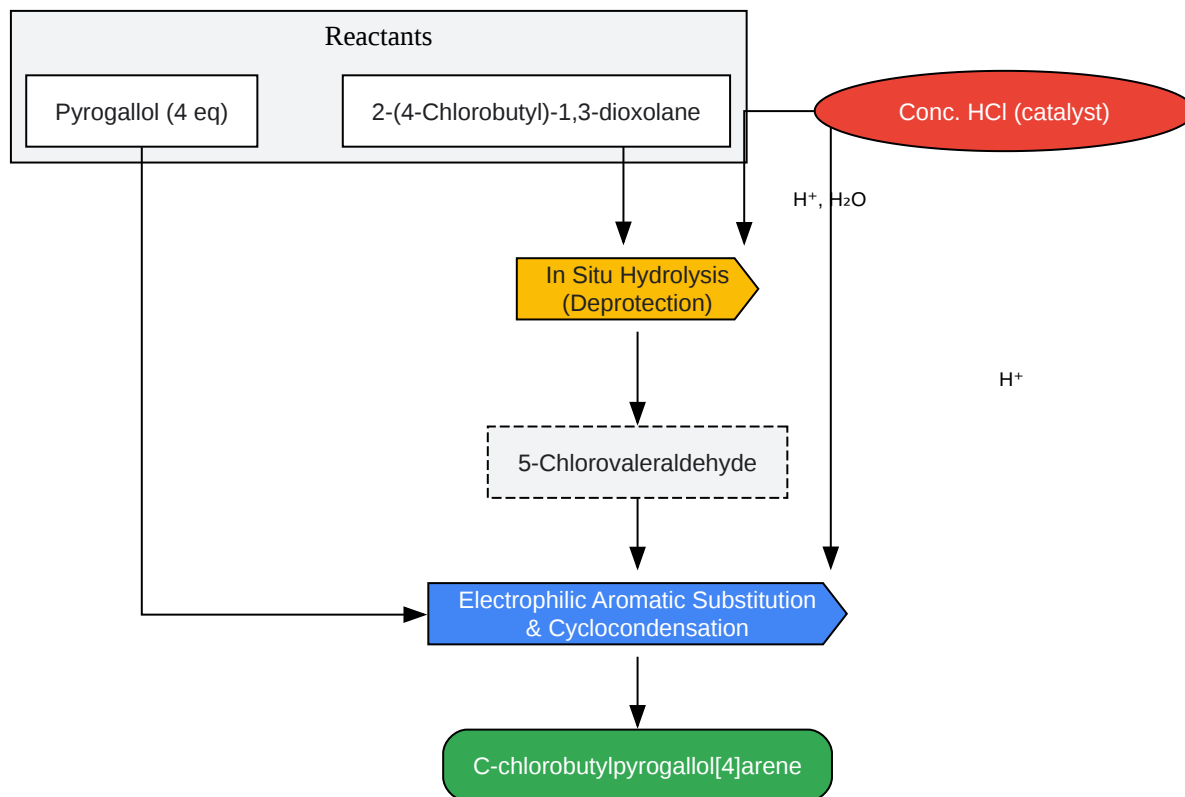 Reactants
Pyrogallol (4 eq)
2-(4-Chlorobutyl)-1,3-dioxolane
Conc. HCl (catalyst)
H⁺, H₂O
In Situ Hydrolysis
(Deprotection)
H⁺
5-Chlorovaleraldehyde
Electrophilic Aromatic Substitution
& Cyclocondensation
C-chlorobutylpyrogallol[4]arene